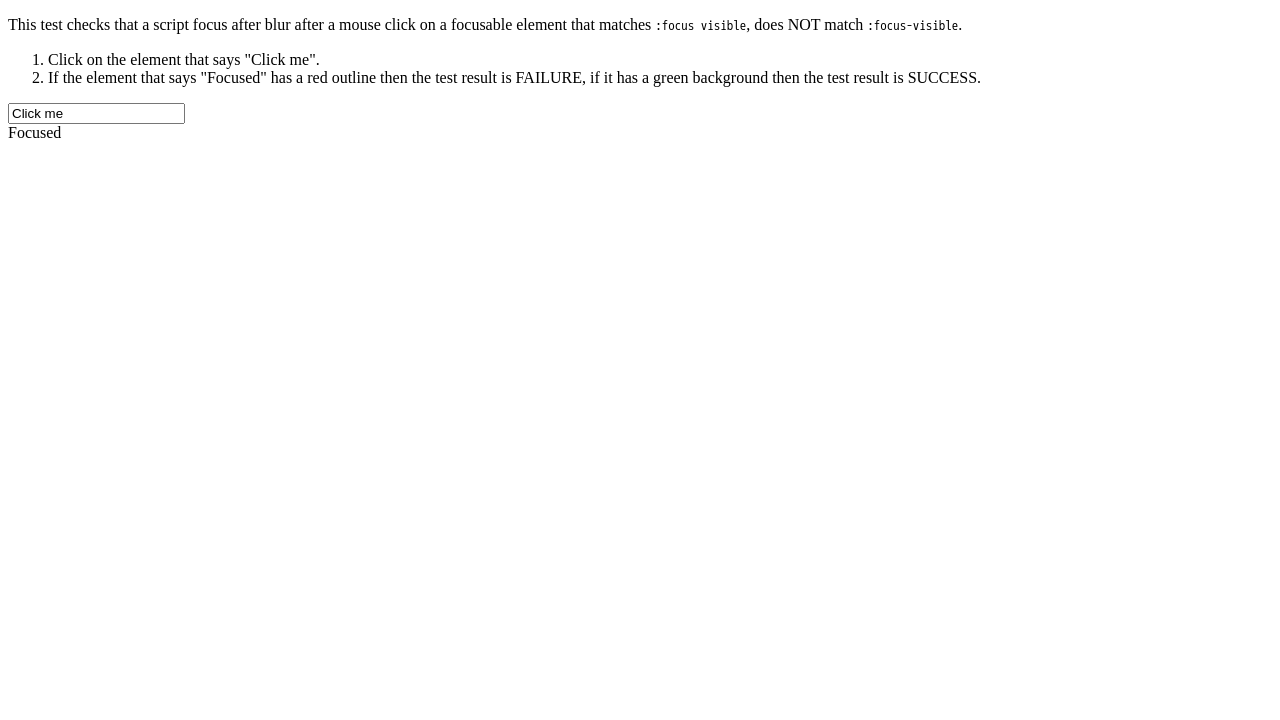 This test checks that a script focus after blur after a mouse click on a focusable element that matches :focus visible, does NOT match :focus-visible.
1. Click on the element that says "Click me".
2. If the element that says "Focused" has a red outline then the test result is FAILURE, if it has a green background then the test result is SUCCESS.
Click me
Focused